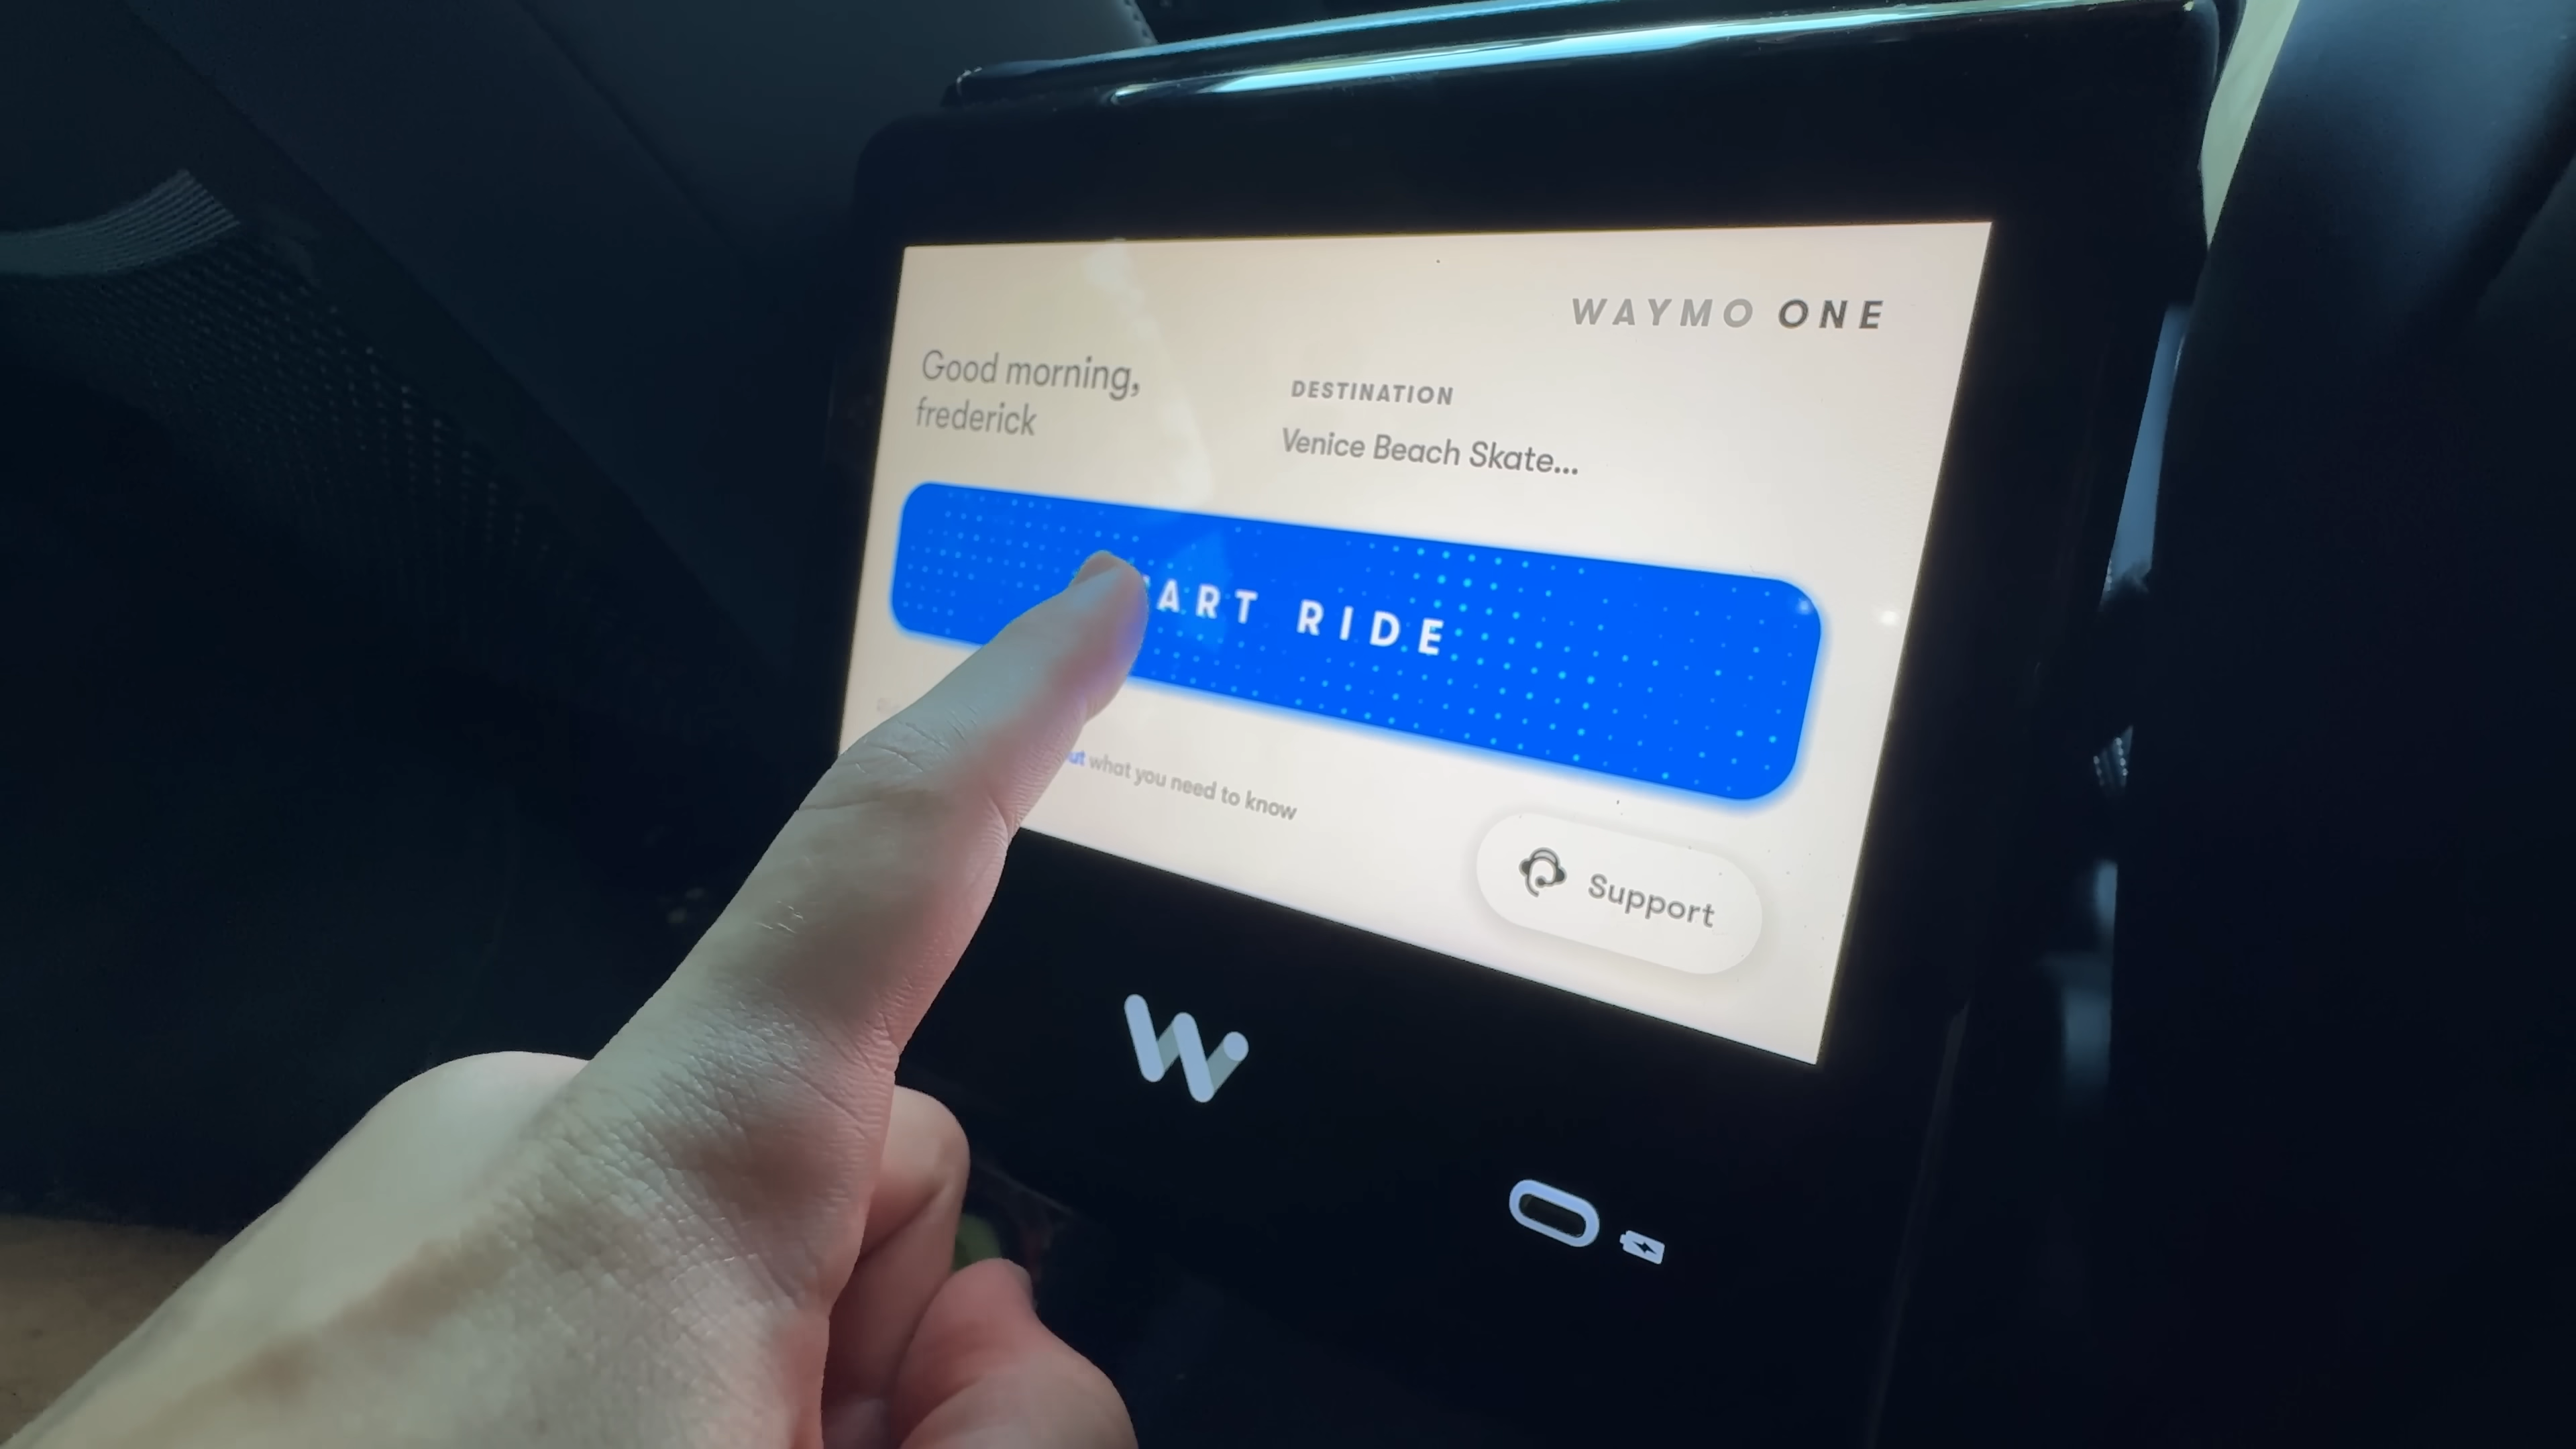 WAYMO ONE
Good morning,
frederick
DESTINATION
Venice Beach Skate...
ART RIDE
what you need to know
Support